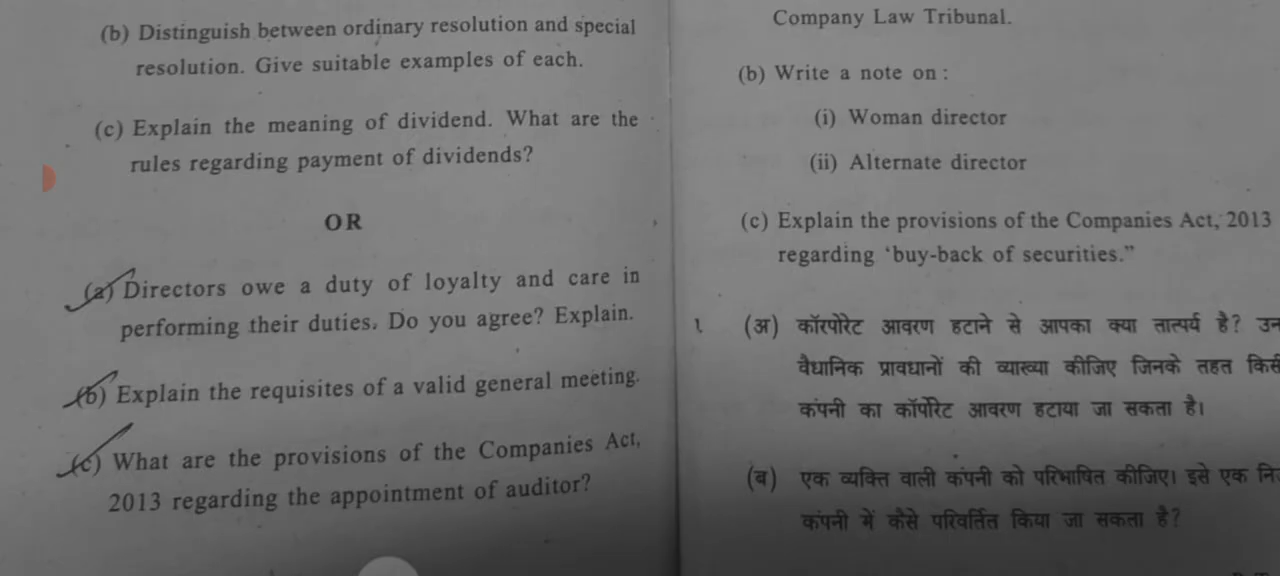 (b) Distinguish between ordinary resolution and special
resolution. Give suitable examples of each.
(c) Explain the meaning of dividend. What are the
rules regarding payment of dividends?
OR
(a) Directors owe a duty of loyalty and care in
performing their duties. Do you agree? Explain.
(b) Explain the requisites of a valid general meeting.
(c) What are the provisions of the Companies Act,
2013 regarding the appointment of auditor?
Company Law Tribunal.
(b) Write a note on :
(i) Woman director
(ii) Alternate director
(c) Explain the provisions of the Companies Act, 2013
regarding ‘buy-back of securities.”
१ (अ) कॉरपोरेट आवरण हटाने से आपका क्या तात्पर्य है?
वैधानिक प्रावधानों की व्याख्या कीजिए जिनके तहत
कंपनी का कॉर्पोरेट आवरण हटाया जा सकता है।
(ब) एक व्यक्ति वाली कंपनी को परिभाषित कीजिए। इसे एक
कंपनी में कैसे परिवर्तित किया जा सकता है?